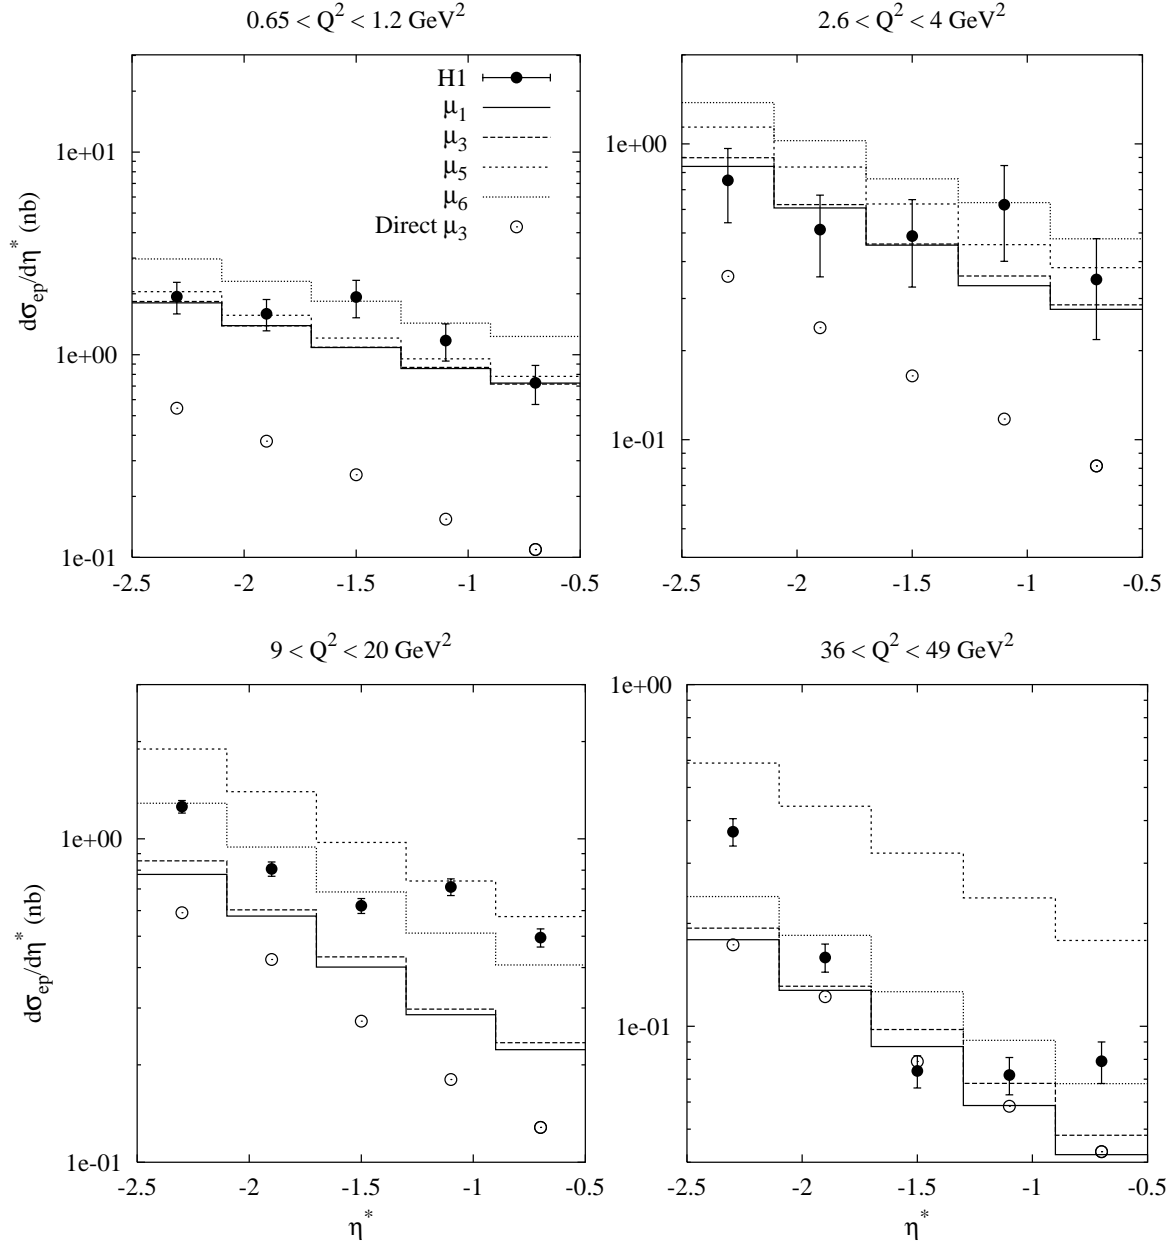 0.65 < Q² < 1.2 GeV²
1e+01
1e+00
1e-01
dσ_ep/dη* (nb)
H1
μ₁
μ₃
μ₅
μ₆
Direct μ₃
-2.5 -2 -1.5 -1 -0.5
2.6 < Q² < 4 GeV²
1e+00
1e-01
-2.5 -2 -1.5 -1 -0.5
9 < Q² < 20 GeV²
1e+00
1e-01
dσ_ep/dη* (nb)
-2.5 -2 -1.5 -1 -0.5
η*
36 < Q² < 49 GeV²
1e+00
1e-01
-2.5 -2 -1.5 -1 -0.5
η*